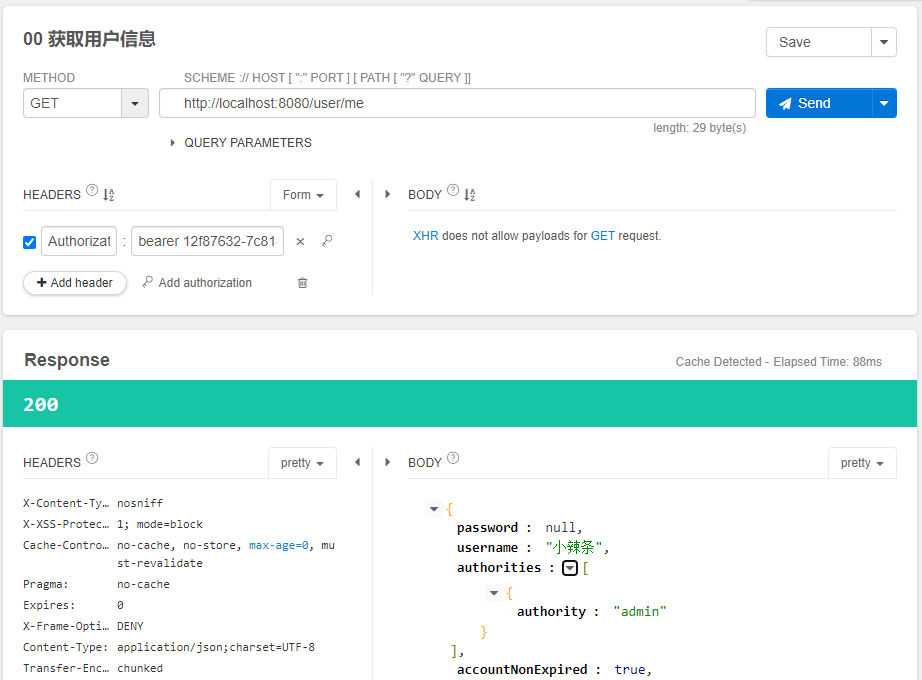 00 获取用户信息
Save
METHOD
SCHEME :// HOST [ ":" PORT ] [ PATH [ "?" QUERY ]]
GET
http://localhost:8080/user/me
Send
length: 29 byte(s)
QUERY PARAMETERS
HEADERS ?
Form
BODY ?
Authorizat : bearer 12f87632-7c81
XHR does not allow payloads for GET request.
+ Add header
Add authorization
Response
Cache Detected - Elapsed Time: 88ms
200
HEADERS ?
pretty
BODY ?
pretty
X-Content-Ty… nosniff
X-XSS-Protec… 1; mode=block
Cache-Contro… no-cache, no-store, max-age=0, mu
st-revalidate
Pragma: no-cache
Expires: 0
X-Frame-Opti… DENY
Content-Type: application/json;charset=UTF-8
Transfer-Enc… chunked
{
password : null,
username : "小辣条",
authorities : [
{
authority : "admin"
}
],
accountNonExpired : true,